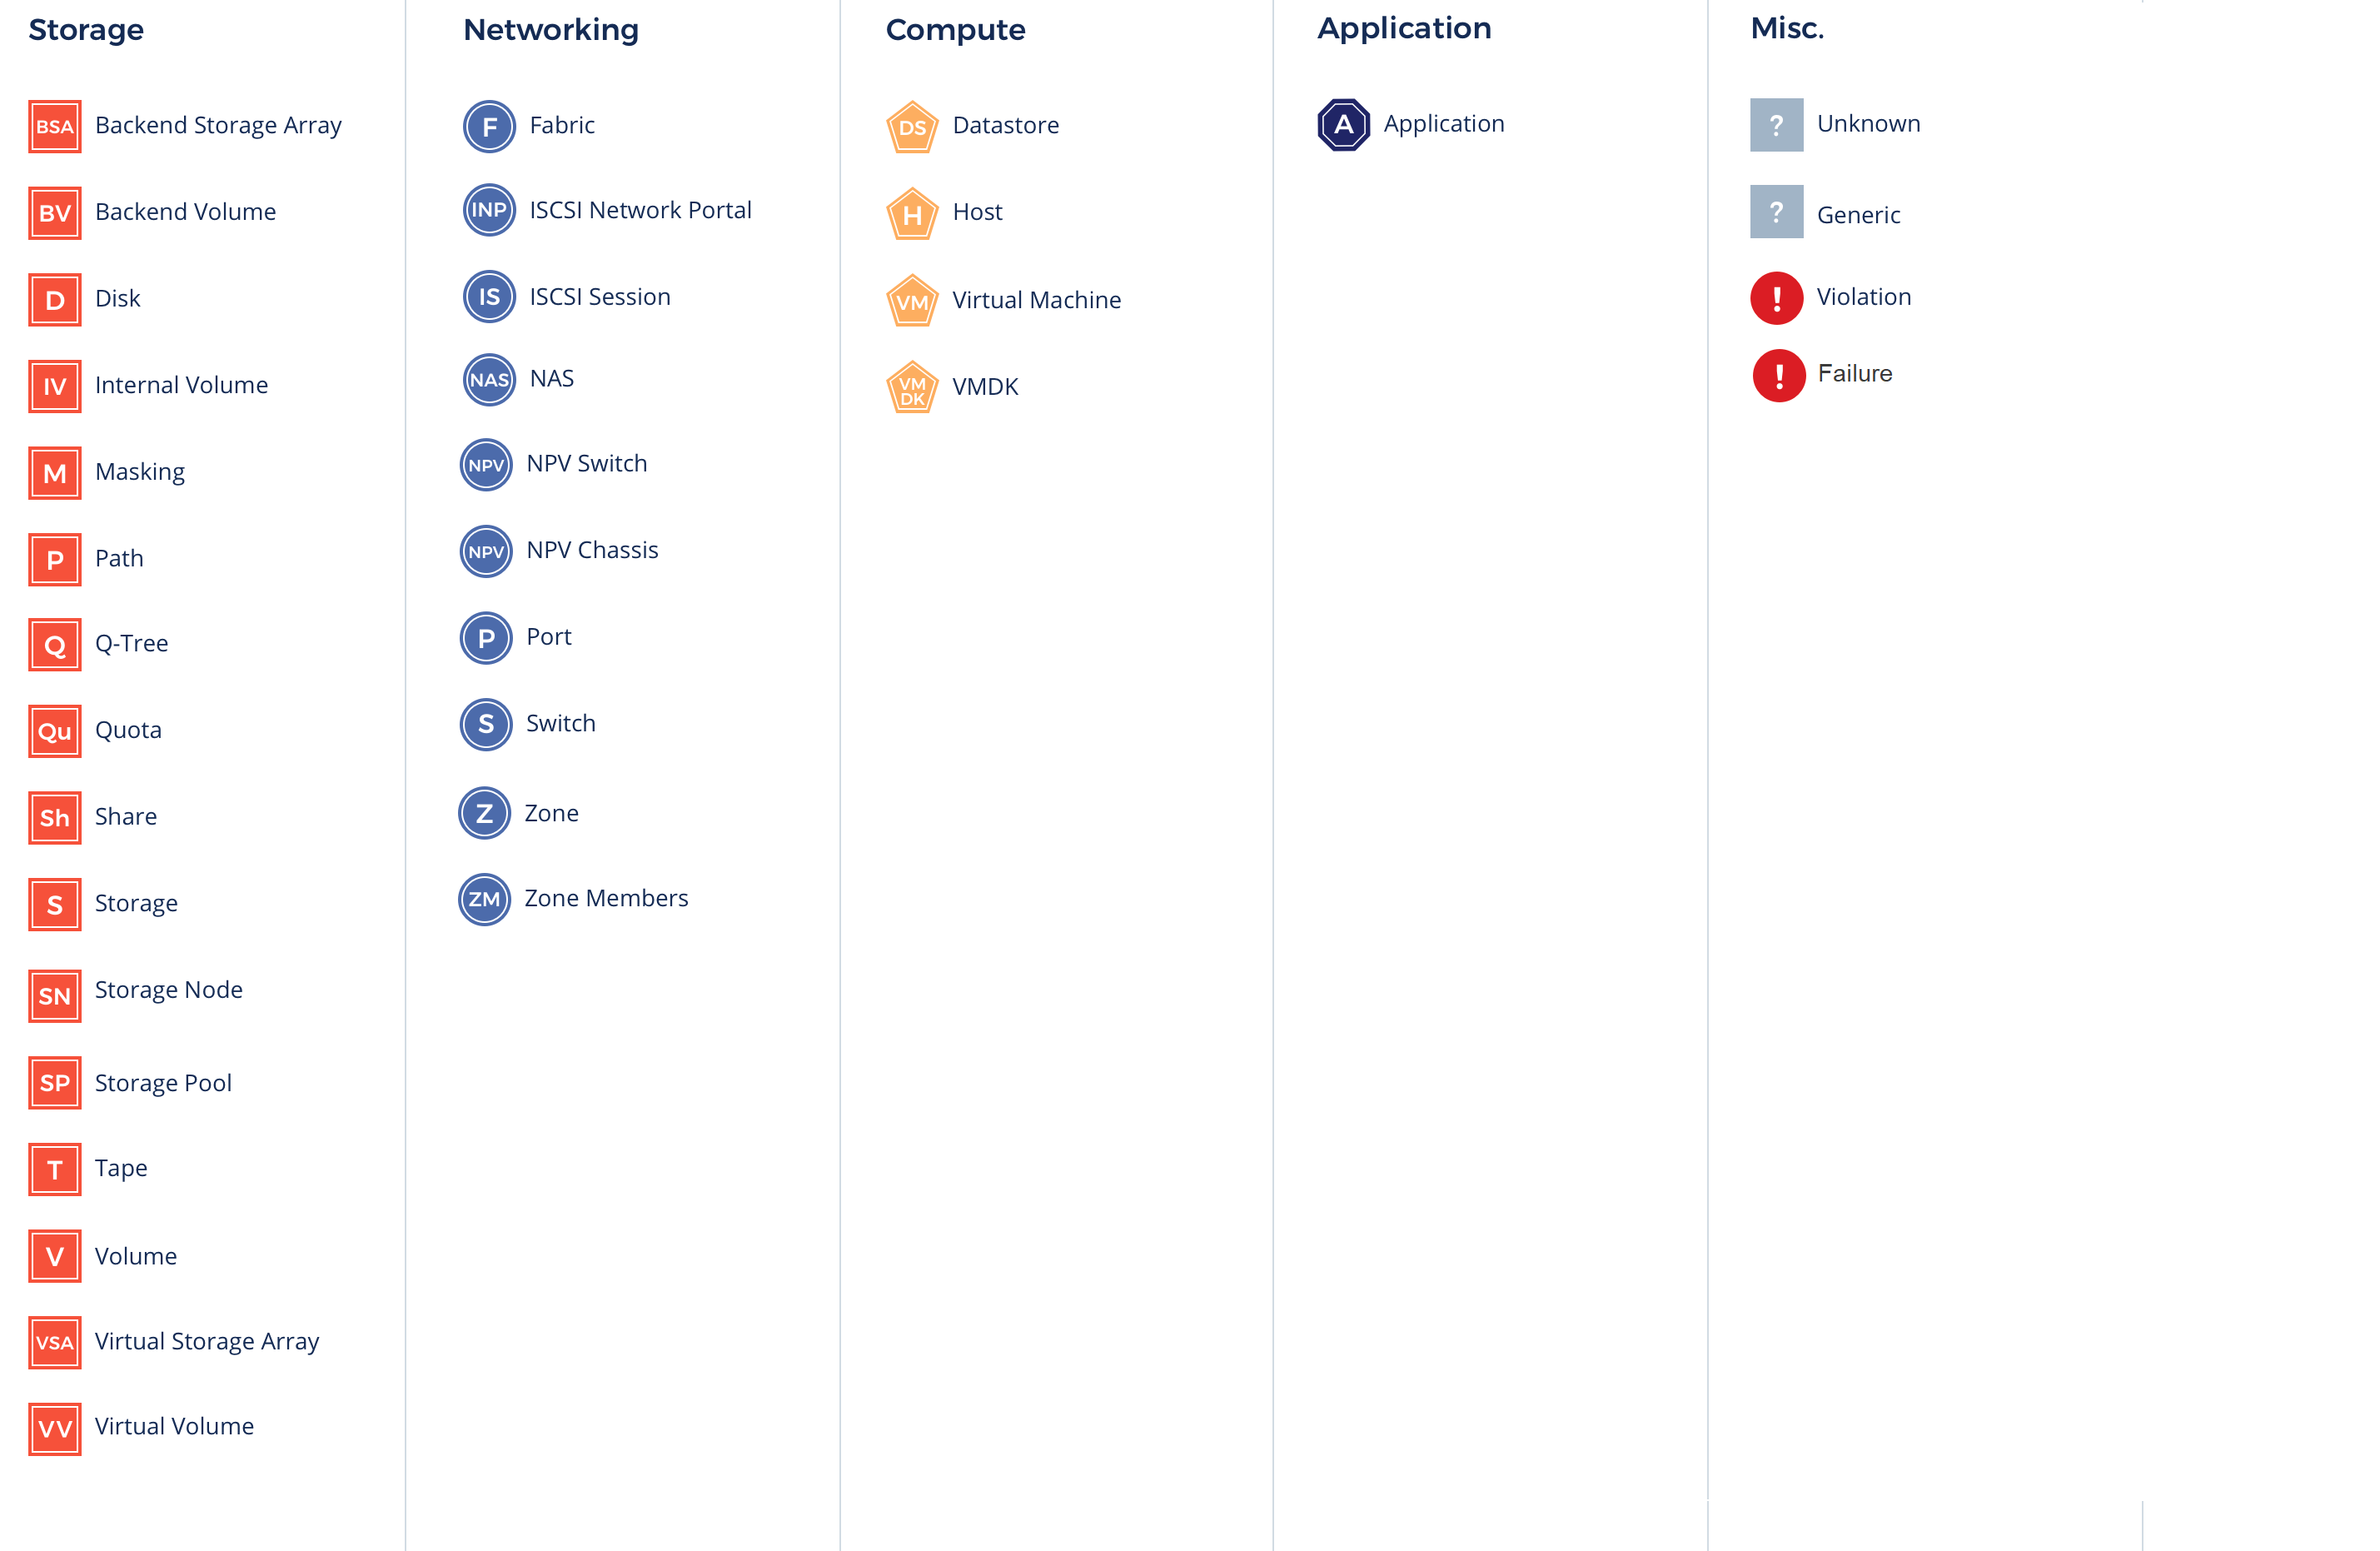 Storage
BSA Backend Storage Array
BV Backend Volume
D Disk
IV Internal Volume
M Masking
P Path
Q Q-Tree
Qu Quota
Sh Share
S Storage
SN Storage Node
SP Storage Pool
T Tape
V Volume
VSA Virtual Storage Array
VV Virtual Volume
Networking
F Fabric
INP ISCSI Network Portal
IS ISCSI Session
NAS NAS
NPV NPV Switch
NPV NPV Chassis
P Port
S Switch
Z Zone
ZM Zone Members
Compute
DS Datastore
H Host
VM Virtual Machine
VM
DK VMDK
Application
A Application
Misc.
? Unknown
? Generic
! Violation
! Failure